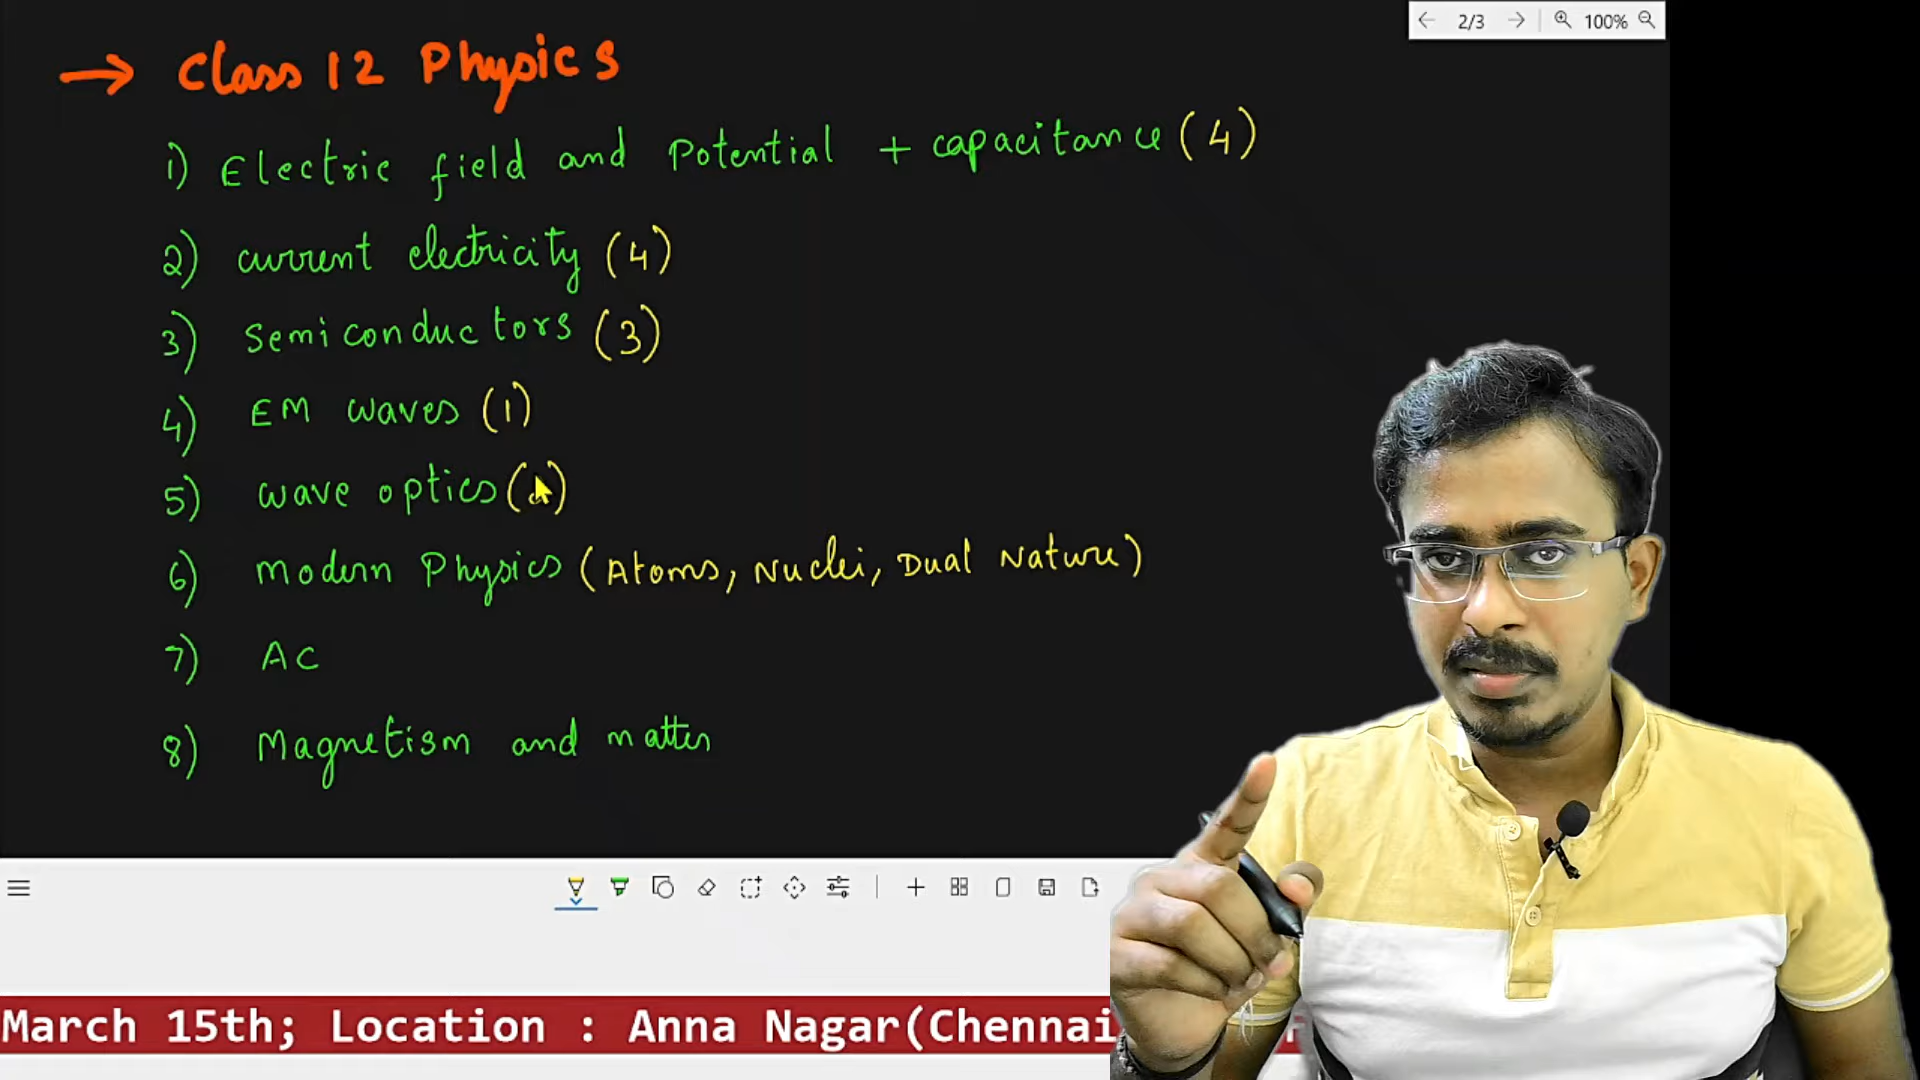 2/3 100%
→ Class 12 Physics
1) Electric field and Potential + capacitance (4)
2) current electricity (4)
3) Semiconductors (3)
4) EM waves (1)
5) wave optics ( )
6) Modern Physics (Atoms, Nuclei, Dual Nature)
7) AC
8) Magnetism and matter
March 15th; Location : Anna Nagar(Chennai